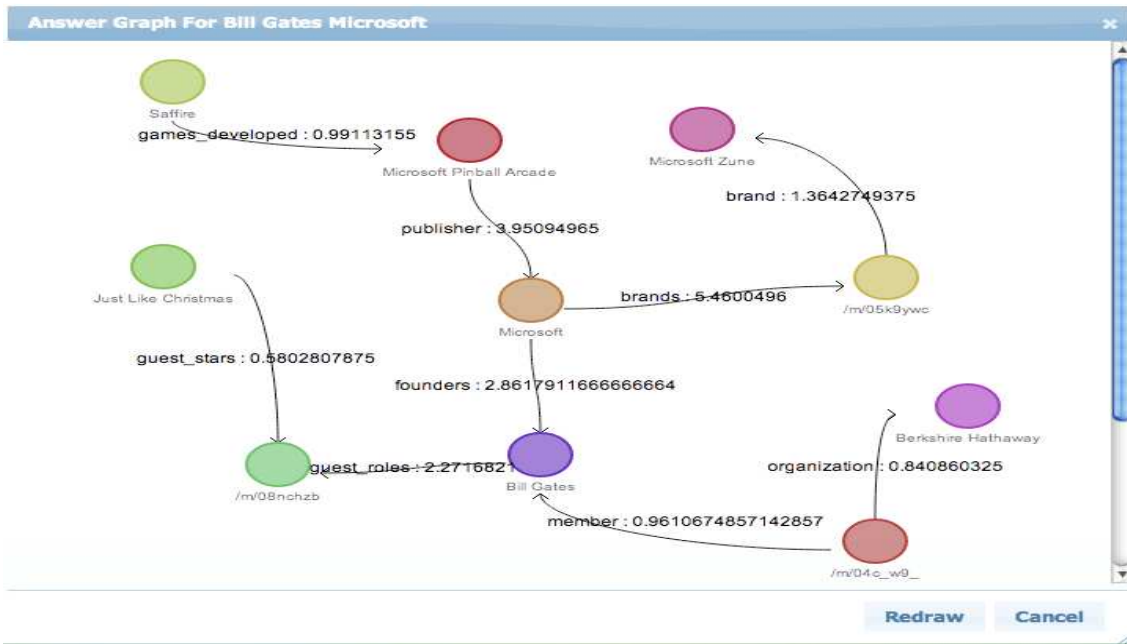 Answer Graph For Bill Gates Microsoft
Saffire
games_developed : 0.99113155
Microsoft Pinball Arcade
Microsoft Zune
brand : 1.3642749375
publisher : 3.95094965
Just Like Christmas
brands : 5.4600496
/m/05k9ywc
Microsoft
guest_stars : 0.5802807875
founders : 2.8617911666666664
Berkshire Hathaway
guest_roles : 2.2716821
organization : 0.840860325
Bill Gates
/m/08nchzb
member : 0.9610674857142857
/m/04c_w9_
Redraw Cancel